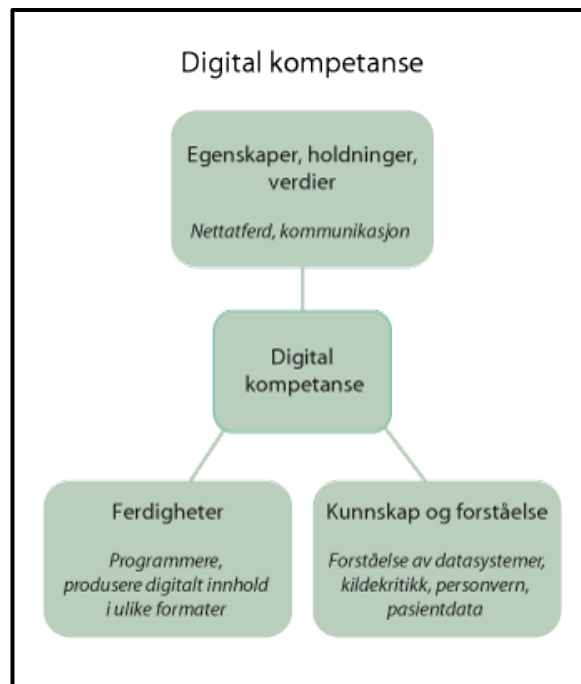 Digital kompetanse
Egenskaper, holdninger,
verdier
Nettatferd, kommunikasjon
Digital
kompetanse
Ferdigheter
Programmere,
produsere digitalt innhold
i ulike formater
Kunnskap og forståelse
Forståelse av datasystemer,
kildekritikk, personvern,
pasientdata